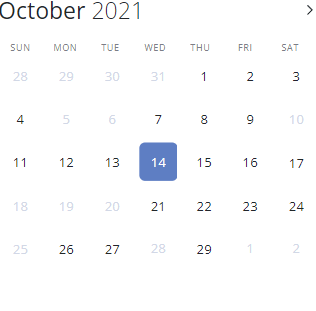 October 2021
SUN MON TUE WED THU FRI SAT
28 29 30 31 1 2 3
4 5 6 7 8 9 10
11 12 13 14 15 16 17
18 19 20 21 22 23 24
25 26 27 28 29 1 2